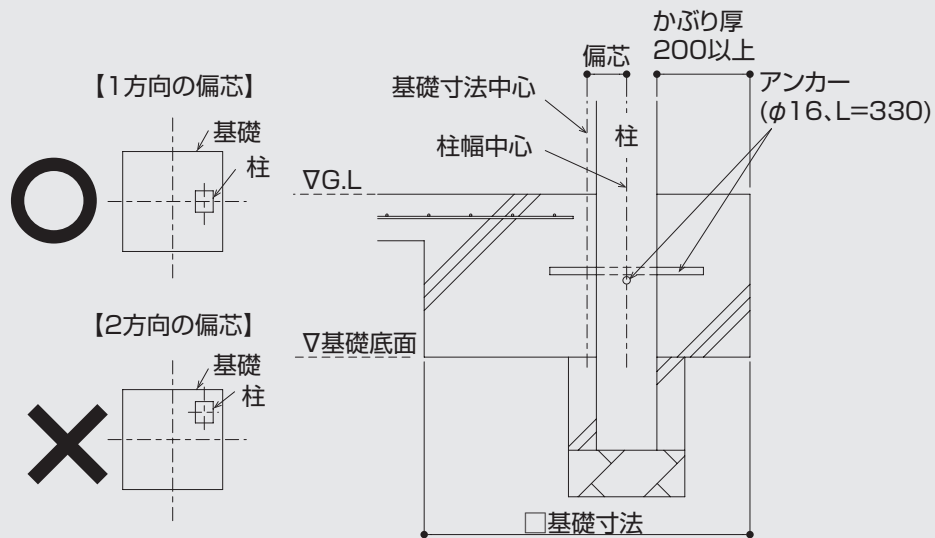 【1方向の偏芯】
基礎
柱
【2方向の偏芯】
基礎
柱
かぶり厚
200以上
偏芯
アンカー
(φ16、L=330)
基礎寸法中心
柱
柱幅中心
∇G.L
∇基礎底面
□基礎寸法